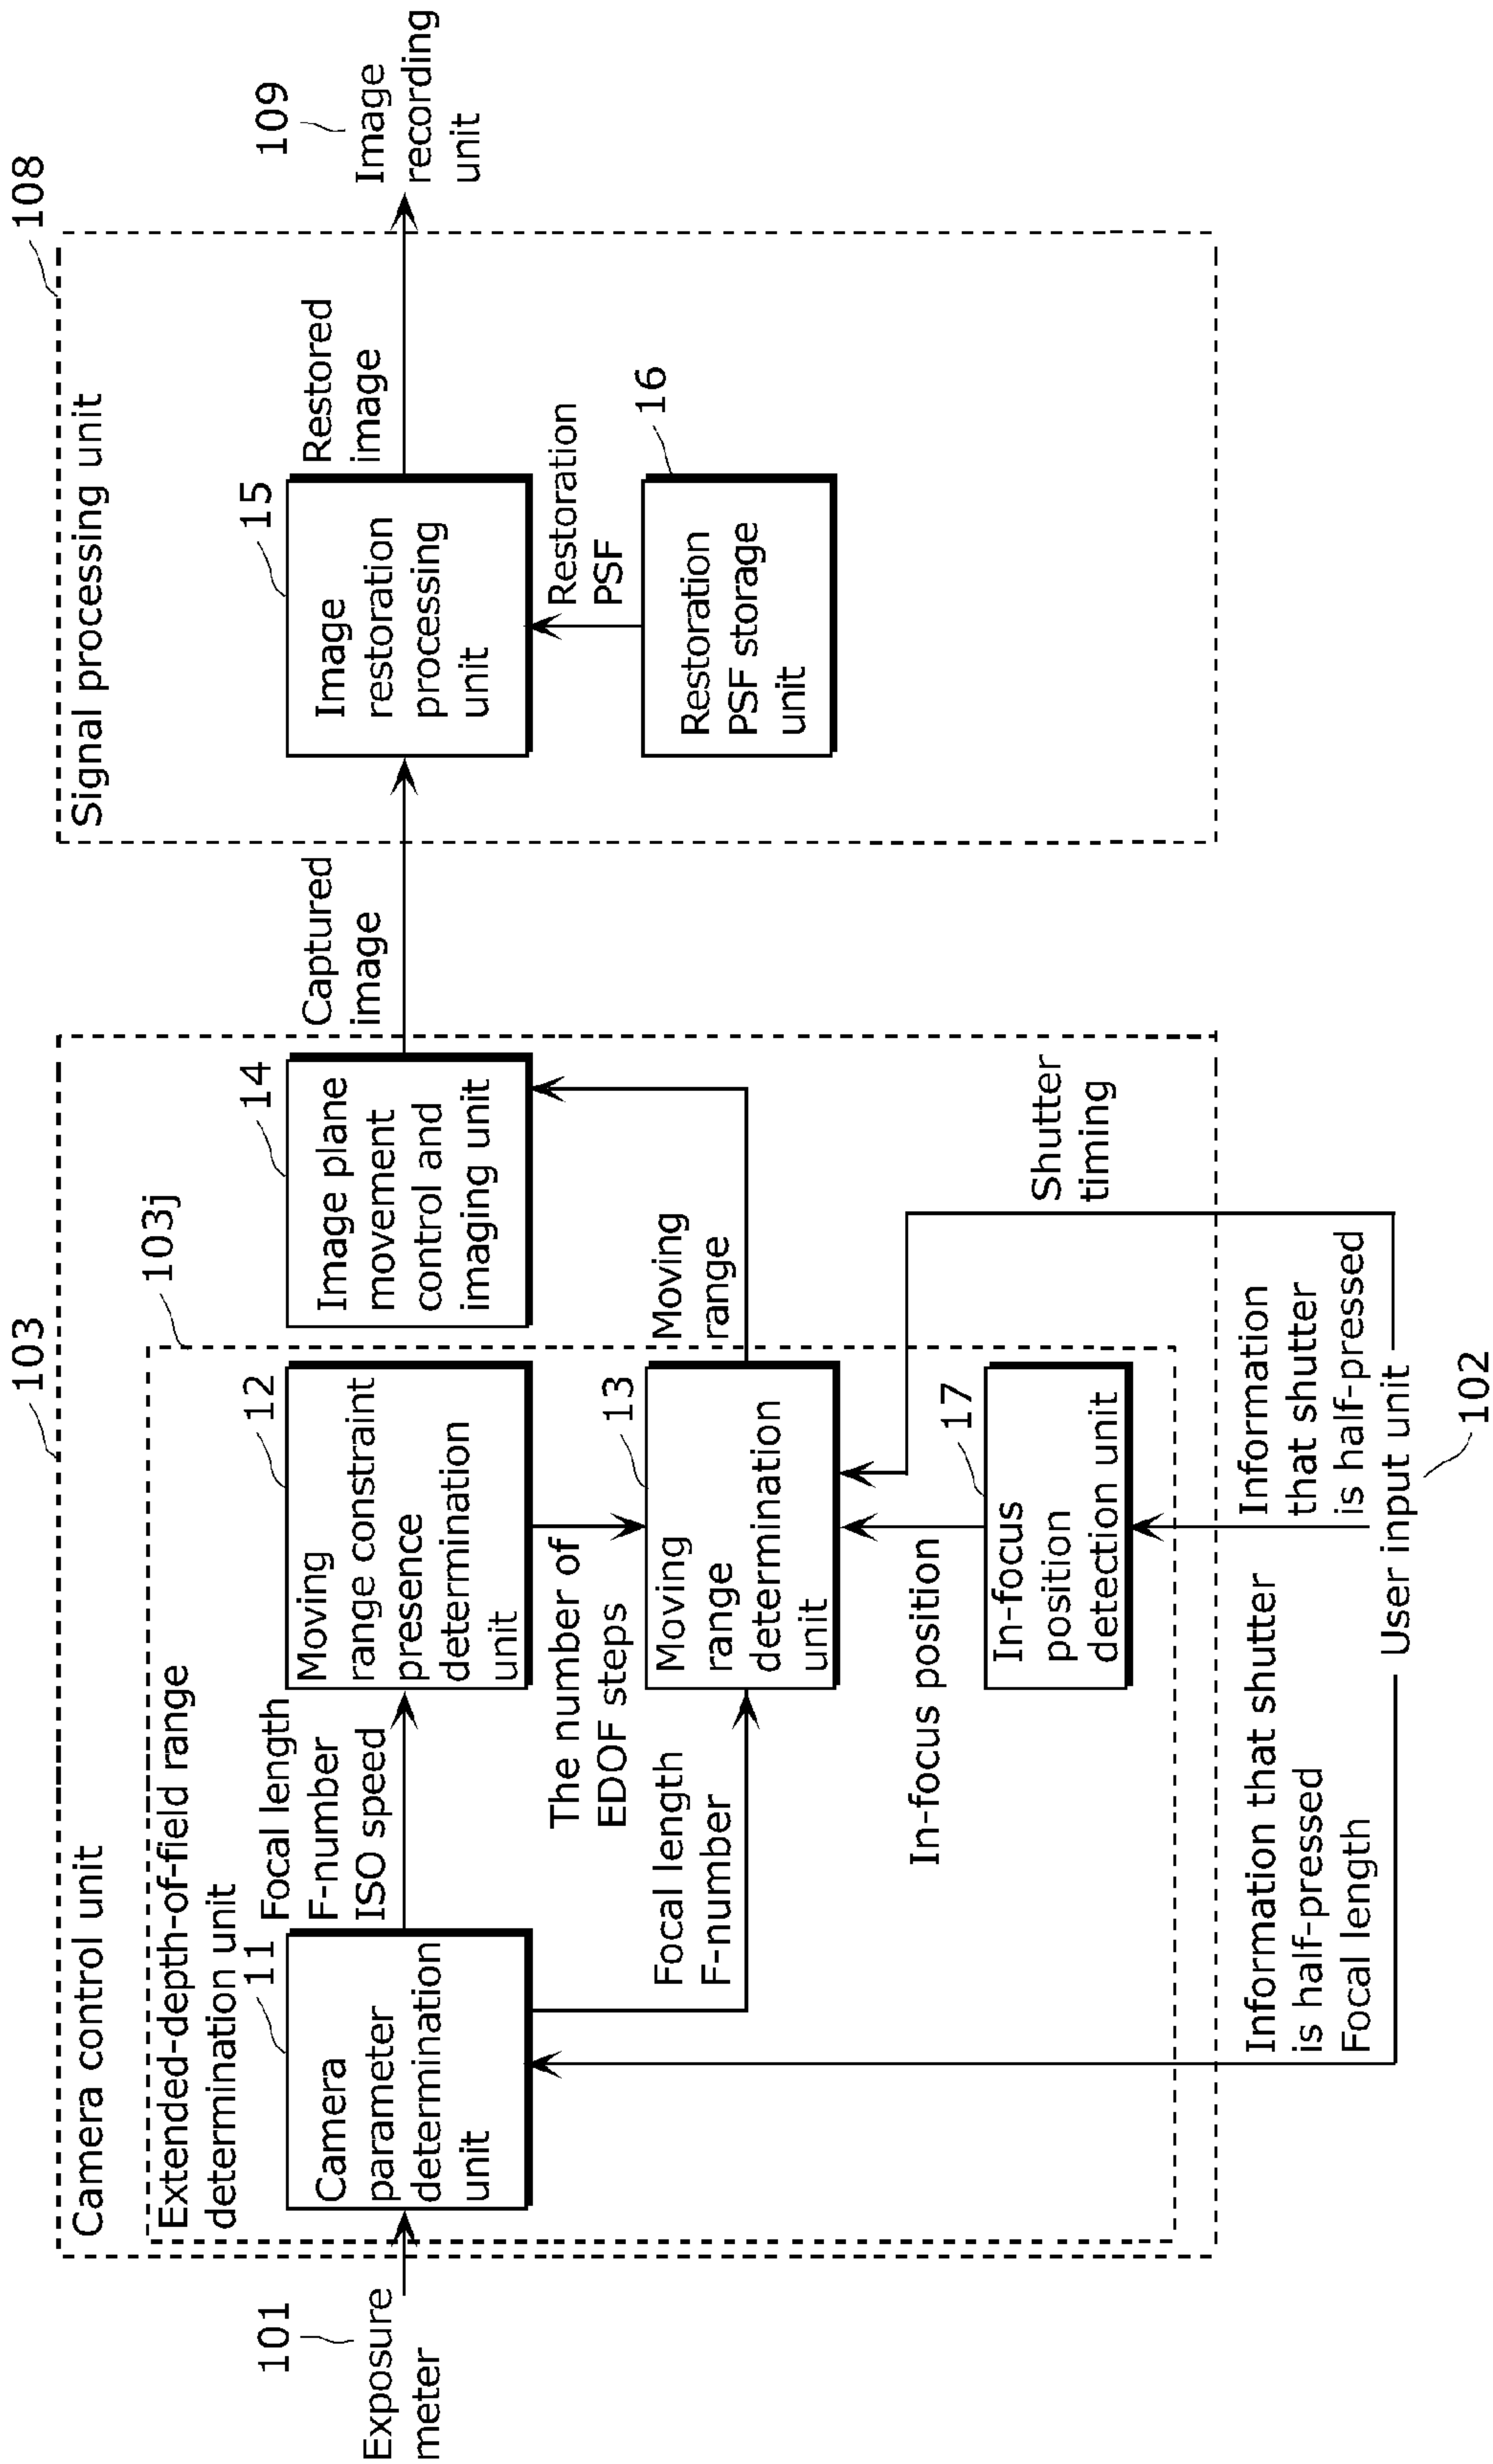 103
Camera control unit
103j
Extended-depth-of-field range
determination unit
101
Exposure
meter
11
Camera
parameter
determination
unit
Focal length
F-number
ISO speed
12
Moving
range constraint
presence
determination
unit
14
Image plane
movement
control and
imaging unit
The number of
EDOF steps
Focal length
F-number
13
Moving
range
determination
unit
Moving
range
In-focus position
17
In-focus
position
detection unit
Shutter
timing
Information that shutter
is half-pressed
Focal length
Information
that shutter
is half-pressed
User input unit
102
Captured
image
108
Signal processing unit
15
Image
restoration
processing
unit
Restored
image
Restoration
PSF
16
Restoration
PSF storage
unit
109
Image
recording
unit